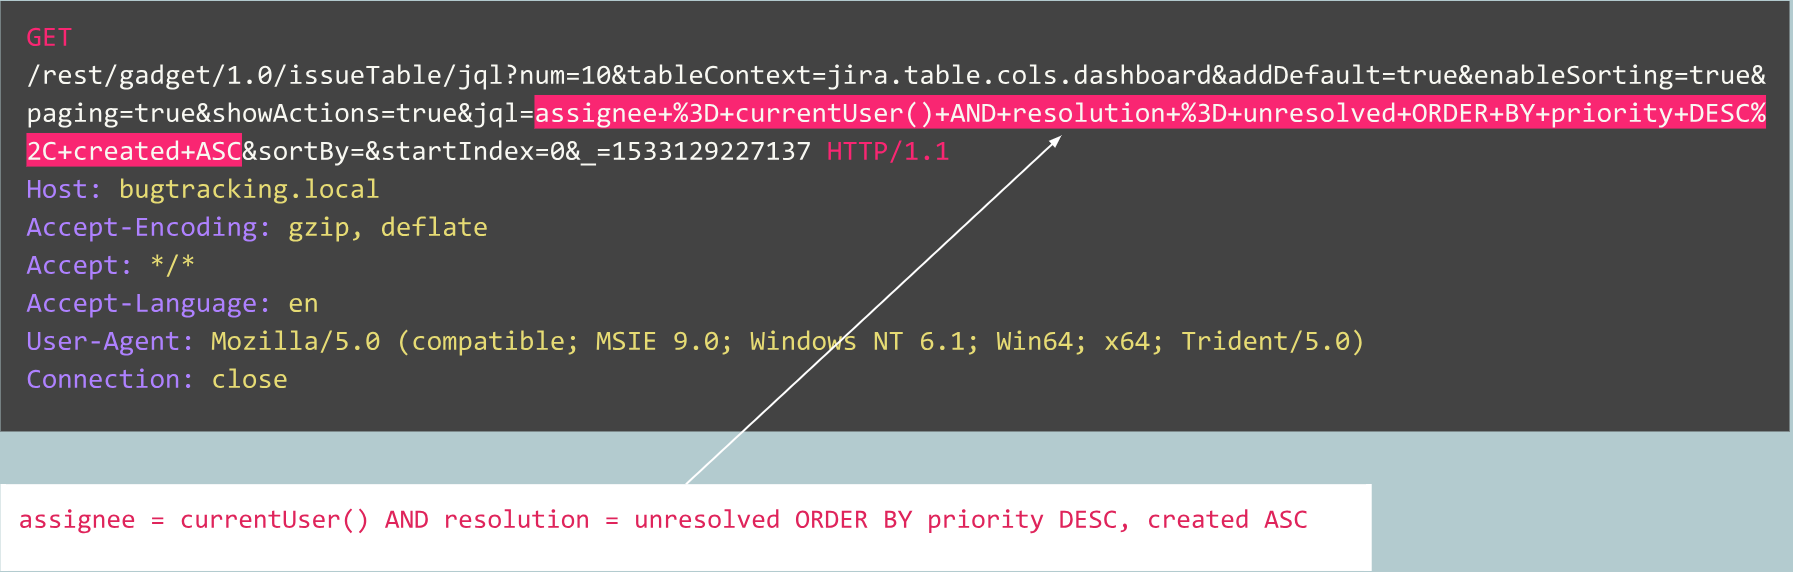 GET
/rest/gadget/1.0/issueTable/jql?num=10&tableContext=jira.table.cols.dashboard&addDefault=true&enableSorting=true&
paging=true&showActions=true&jql=assignee+%3D+currentUser()+AND+resolution+%3D+unresolved+ORDER+BY+priority+DESC%
2C+created+ASC&sortBy=&startIndex=0&_=1533129227137 HTTP/1.1
Host: bugtracking.local
Accept-Encoding: gzip, deflate
Accept: */*
Accept-Language: en
User-Agent: Mozilla/5.0 (compatible; MSIE 9.0; Windows NT 6.1; Win64; x64; Trident/5.0)
Connection: close
assignee = currentUser() AND resolution = unresolved ORDER BY priority DESC, created ASC